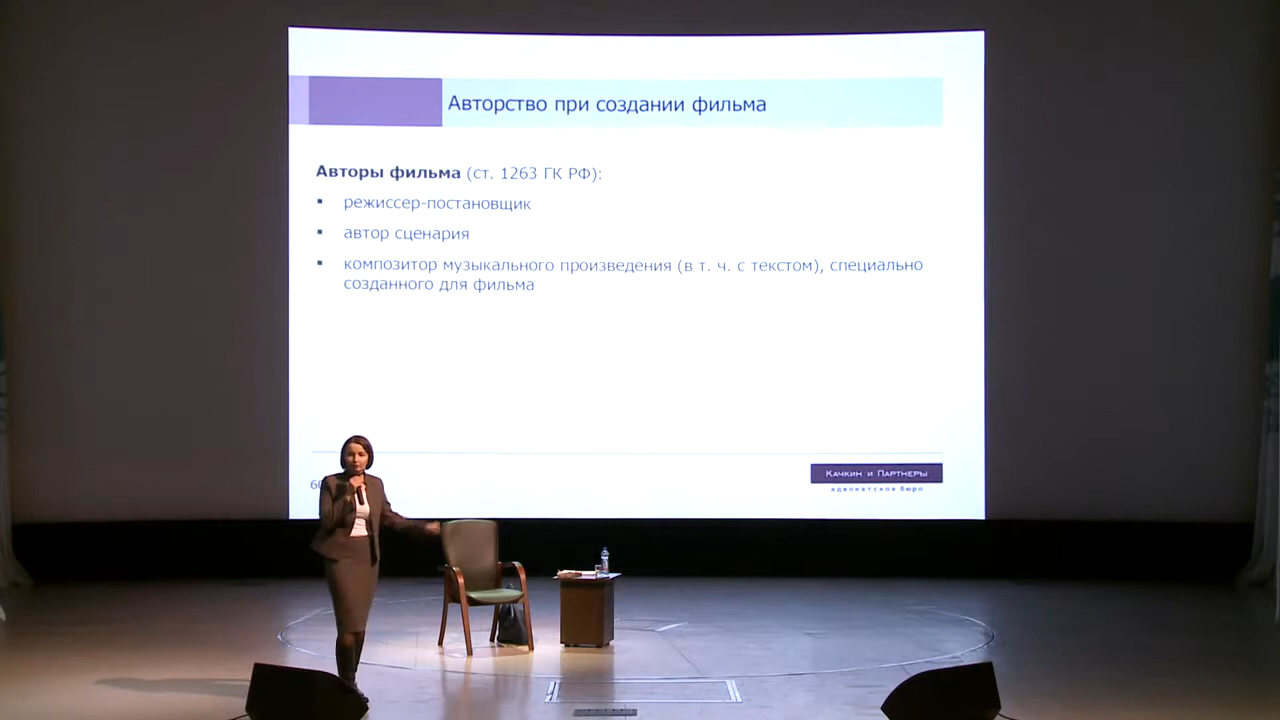 Авторство при создании фильма
Авторы фильма (ст. 1263 ГК РФ):
▪ режиссер-постановщик
▪ автор сценария
▪ композитор музыкального произведения (в т. ч. с текстом), специально
созданного для фильма
Качкин и Партнеры
адвокатское бюро